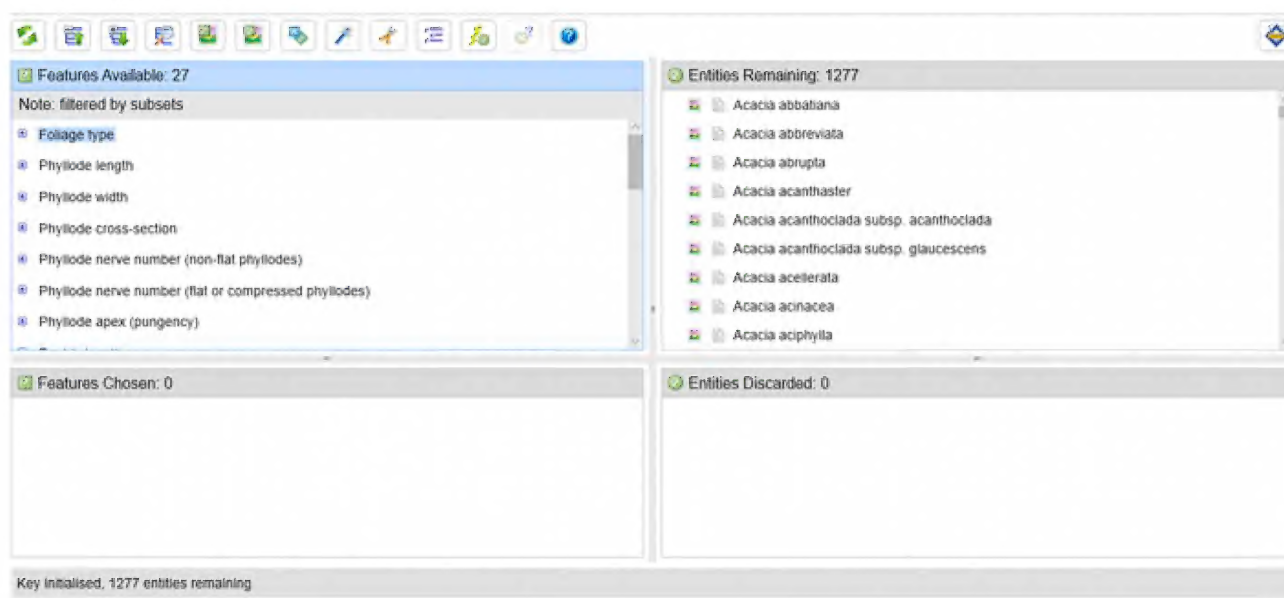 Features Available: 27
Note: filtered by subsets
Foliage type
Phyllode length
Phyllode width
Phyllode cross-section
Phyllode nerve number (non-flat phyllodes)
Phyllode nerve number (flat or compressed phyllodes)
Phyllode apex (pungency)
Entities Remaining: 1277
Acacia abbatiana
Acacia abbreviata
Acacia abrupta
Acacia acanthaster
Acacia acanthoclada subsp. acanthoclada
Acacia acanthoclada subsp. glaucescens
Acacia acellerata
Acacia acinacea
Acacia aciphylla
Features Chosen: 0
Entities Discarded: 0
Key initialised, 1277 entities remaining